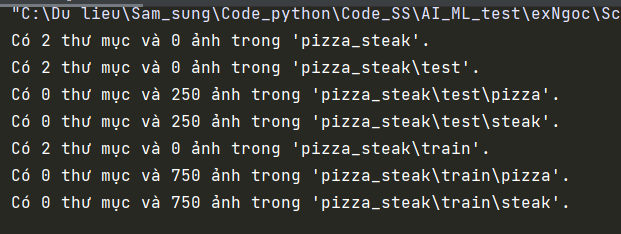 "C:\Du lieu\Sam_sung\Code_python\Code_SS\AI_ML_test\exNgoc\Sc
Có 2 thư mục và 0 ảnh trong 'pizza_steak'.
Có 2 thư mục và 0 ảnh trong 'pizza_steak\test'.
Có 0 thư mục và 250 ảnh trong 'pizza_steak\test\pizza'.
Có 0 thư mục và 250 ảnh trong 'pizza_steak\test\steak'.
Có 2 thư mục và 0 ảnh trong 'pizza_steak\train'.
Có 0 thư mục và 750 ảnh trong 'pizza_steak\train\pizza'.
Có 0 thư mục và 750 ảnh trong 'pizza_steak\train\steak'.